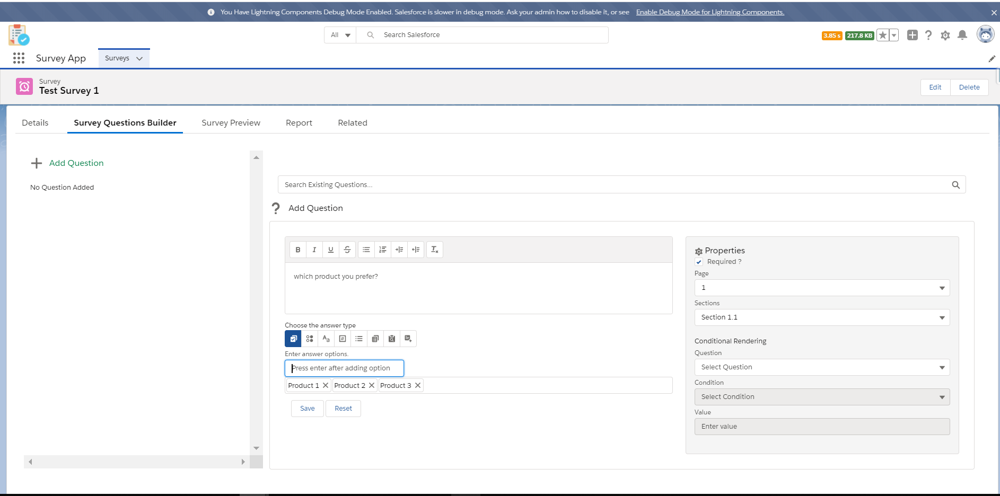 You Have Lightning Components Debug Mode Enabled. Salesforce is slower in debug mode. Ask your admin how to disable it, or see Enable Debug Mode for Lightning Components.
All
Search Salesforce
3.85 s
217.8 KB
Survey App
Surveys
Survey
Test Survey 1
Edit
Delete
Details
Survey Questions Builder
Survey Preview
Report
Related
Add Question
No Question Added
Search Existing Questions...
? Add Question
B I U S
which product you prefer?
Choose the answer type
Enter answer options.
Press enter after adding option
Product 1
Product 2
Product 3
Save
Reset
Properties
Required ?
Page
1
Sections
Section 1.1
Conditional Rendering
Question
Select Question
Condition
Select Condition
Value
Enter value